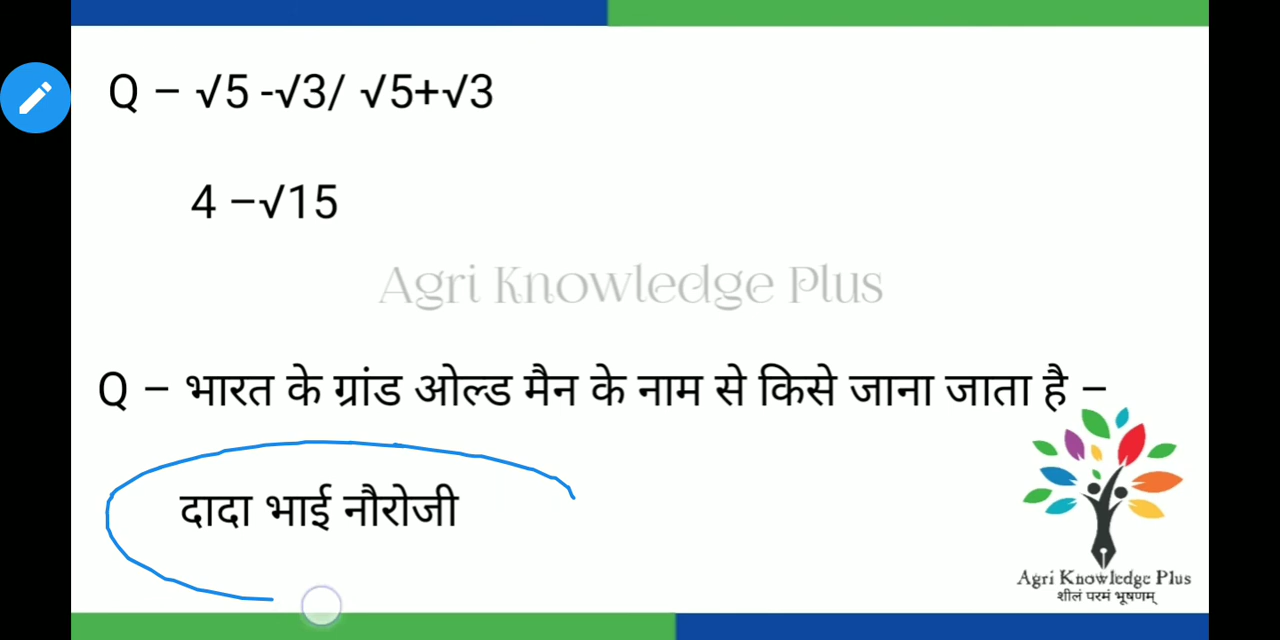 Q – √5 -√3/ √5+√3
4 –√15
Agri Knowledge Plus
Q – भारत के ग्रांड ओल्ड मैन के नाम से किसे जाना जाता है –
दादा भाई नौरोजी
Agri Knowledge Plus
शीलं परमं भूषणम्